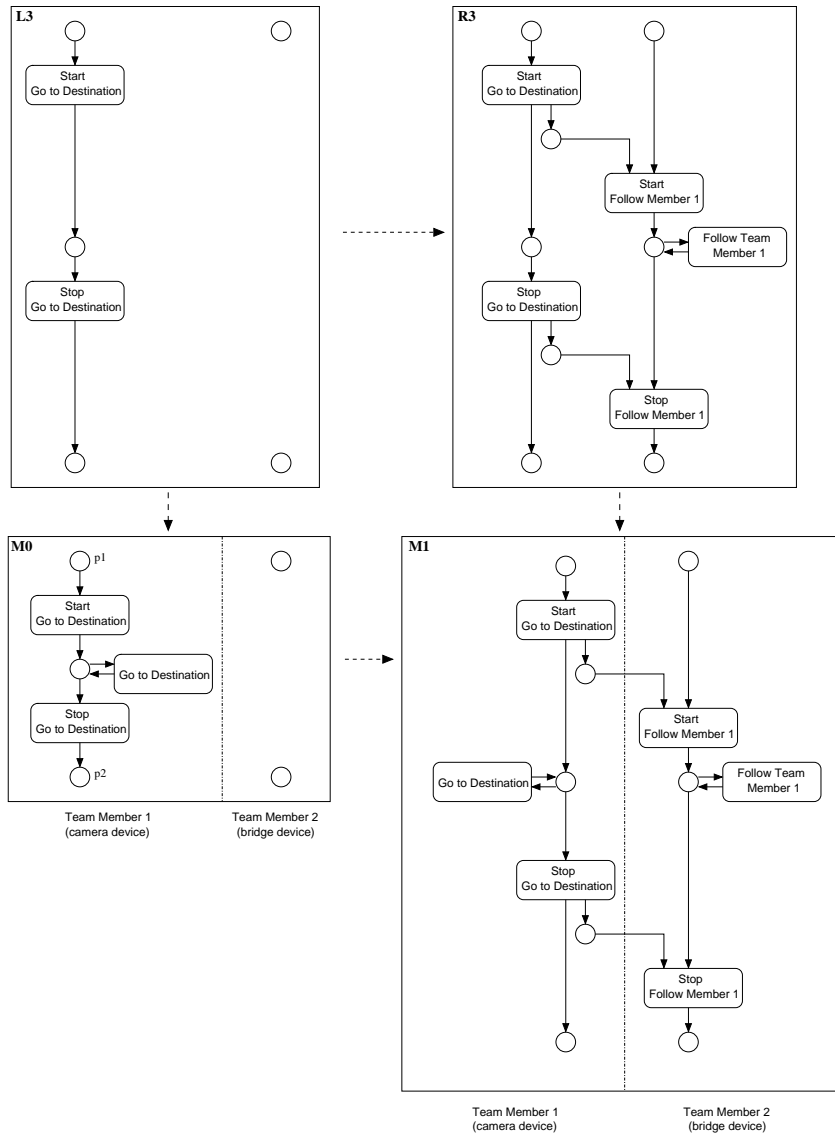 L3
Start
Go to Destination
Stop
Go to Destination
R3
Start
Go to Destination
Start
Follow Member 1
Follow Team
Member 1
Stop
Go to Destination
Stop
Follow Member 1
M0
p1
Start
Go to Destination
Go to Destination
Stop
Go to Destination
p2
Team Member 1
(camera device)
Team Member 2
(bridge device)
M1
Start
Go to Destination
Start
Follow Member 1
Go to Destination
Follow Team
Member 1
Stop
Go to Destination
Stop
Follow Member 1
Team Member 1
(camera device)
Team Member 2
(bridge device)